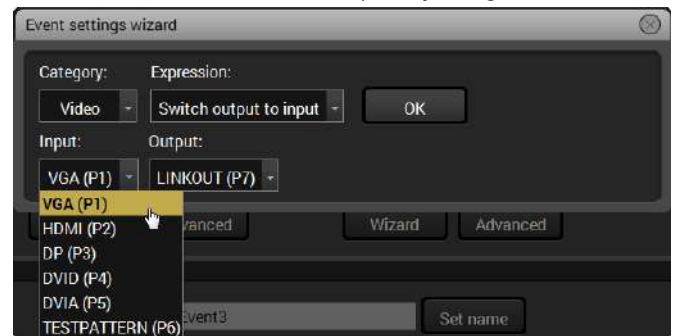 Event settings wizard
Category: Expression:
Video Switch output to input OK
Input: Output:
VGA (P1) LINKOUT (P7)
VGA (P1)
HDMI (P2) vanced Wizard Advanced
DP (P3)
DVID (P4)
DVIA (P5)
Event3 Set name
TESTPATTERN (P6)